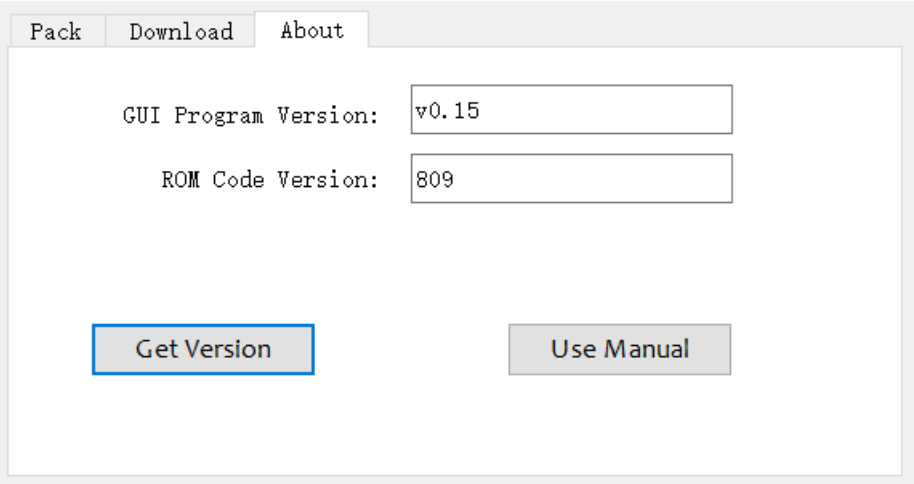 Pack Download About
GUI Program Version: v0.15
ROM Code Version: 809
Get Version Use Manual